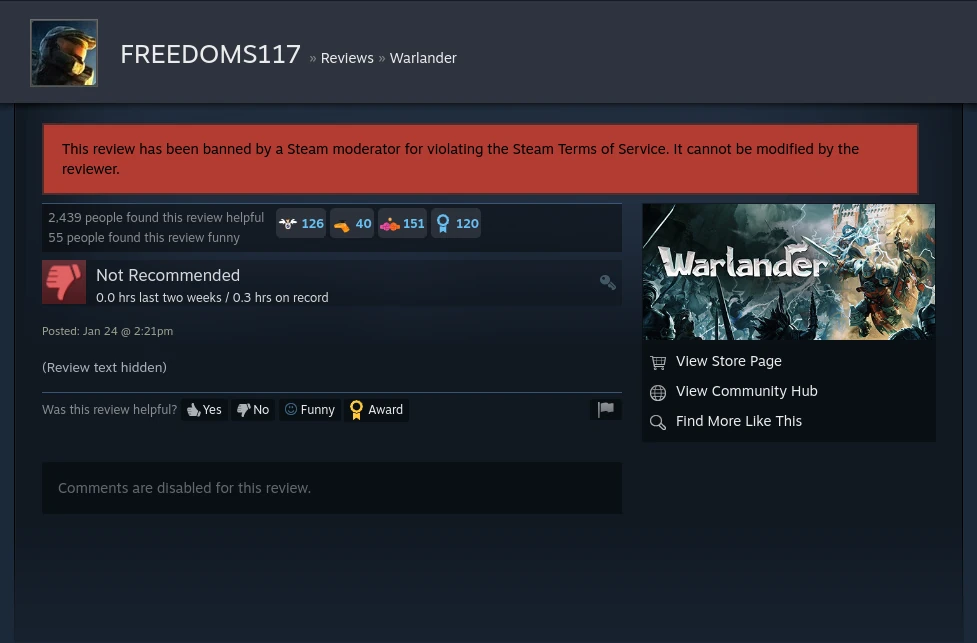 FREEDOMS117 » Reviews » Warlander
This review has been banned by a Steam moderator for violating the Steam Terms of Service. It cannot be modified by the
reviewer.
2,439 people found this review helpful
55 people found this review funny
126 40 151 120
Not Recommended
0.0 hrs last two weeks / 0.3 hrs on record
Posted: Jan 24 @ 2:21pm
(Review text hidden)
Was this review helpful? Yes No Funny Award
Comments are disabled for this review.
Warlander
View Store Page
View Community Hub
Find More Like This